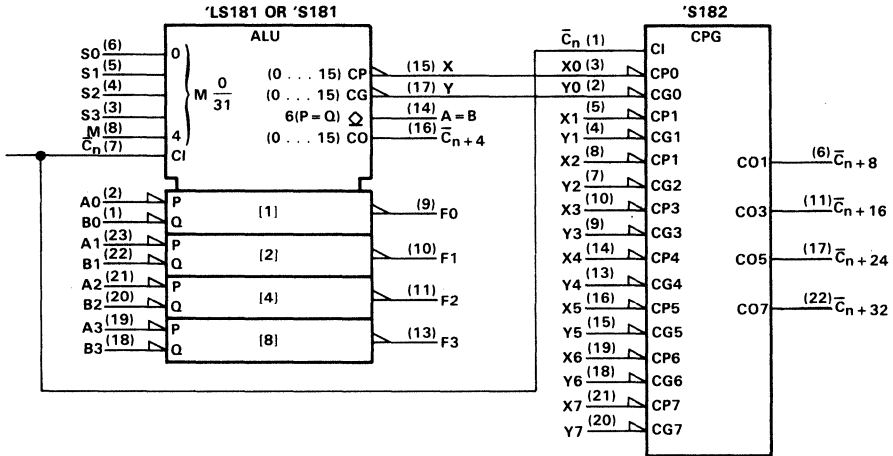 'LS181 OR 'S181
ALU
S0 (6) 0
S1 (5)
S2 (4)
S3 (3)
M (8) 4
C̅n (7) CI
M 0/31
(0 . . . 15) CP (15) X
(0 . . . 15) CG (17) Y
6(P = Q) (14) A = B
(0 . . . 15) CO (16) C̅n+4
A0 (2) P
B0 (1) Q
[1] (9) F0
A1 (23) P
B1 (22) Q
[2] (10) F1
A2 (21) P
B2 (20) Q
[4] (11) F2
A3 (19) P
B3 (18) Q
[8] (13) F3
'S182
CPG
C̅n (1) CI
X0 (3) CP0
Y0 (2) CG0
X1 (5) CP1
Y1 (4) CG1
X2 (8) CP1
Y2 (7) CG2
X3 (10) CP3
Y3 (9) CG3
X4 (14) CP4
Y4 (13) CG4
X5 (16) CP5
Y5 (15) CG5
X6 (19) CP6
Y6 (18) CG6
X7 (21) CP7
Y7 (20) CG7
CO1 (6) C̅n+8
CO3 (11) C̅n+16
CO5 (17) C̅n+24
CO7 (22) C̅n+32